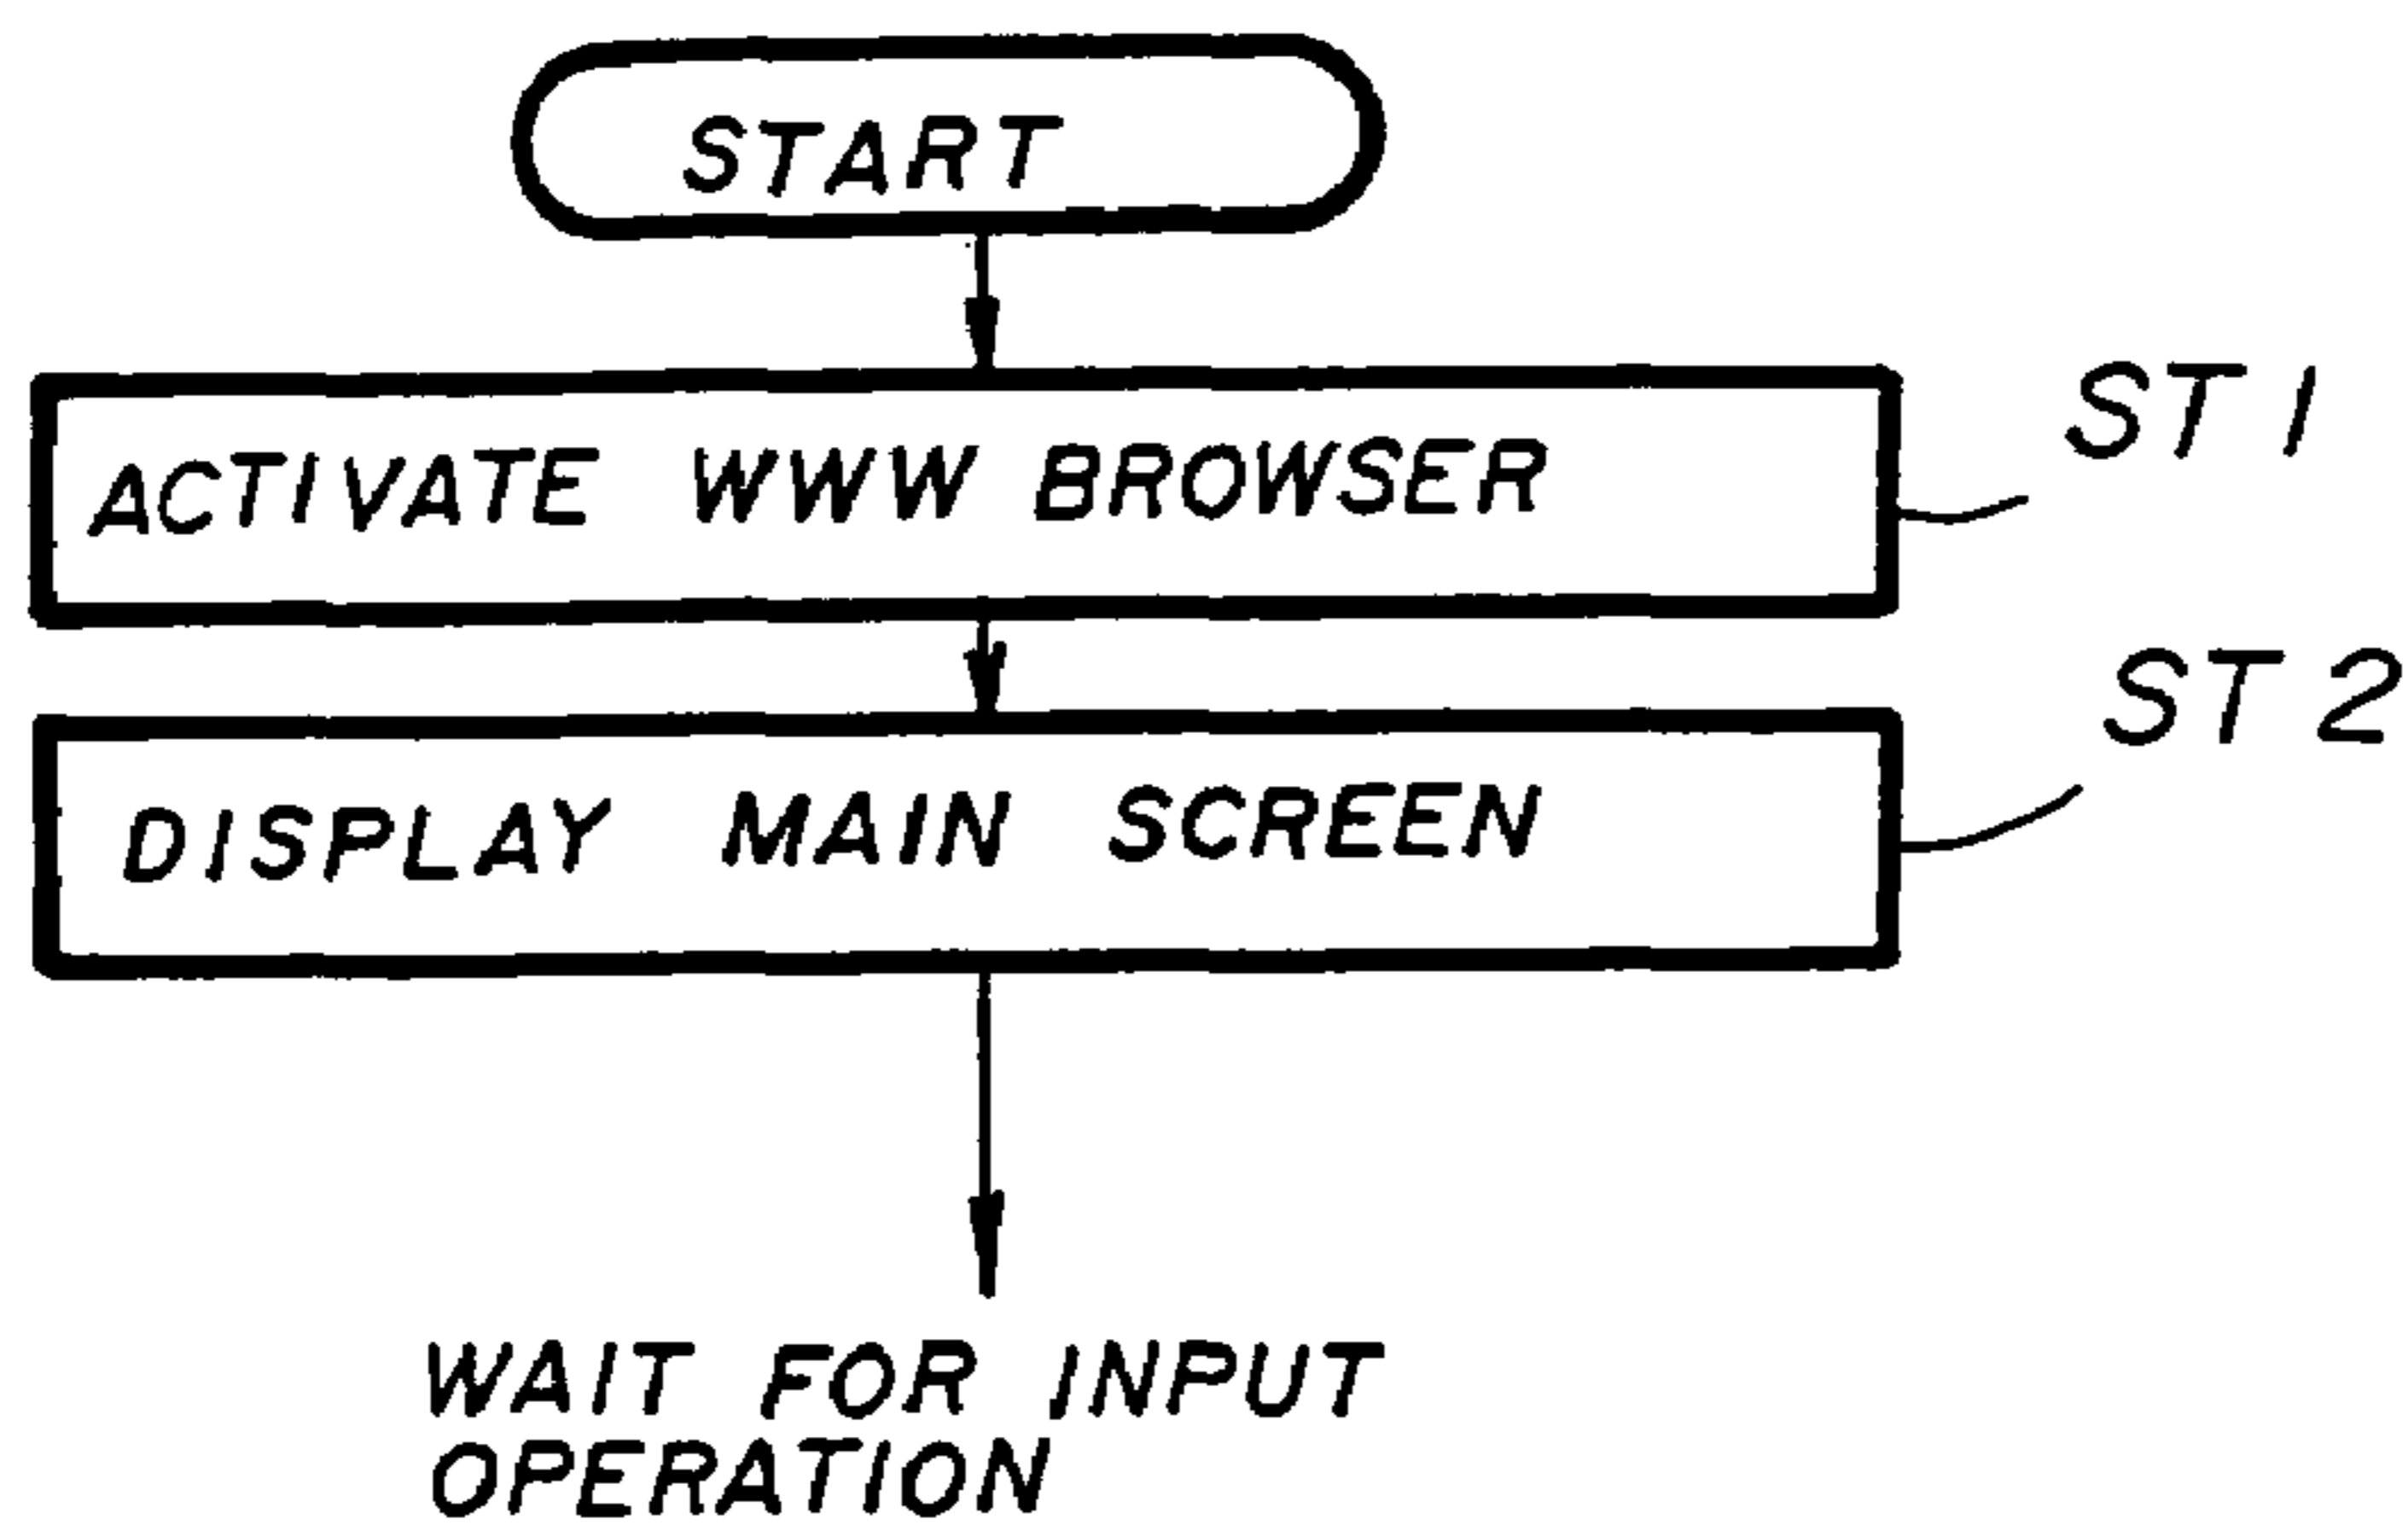 START
ACTIVATE WWW BROWSER
ST1
DISPLAY MAIN SCREEN
ST2
WAIT FOR INPUT
OPERATION